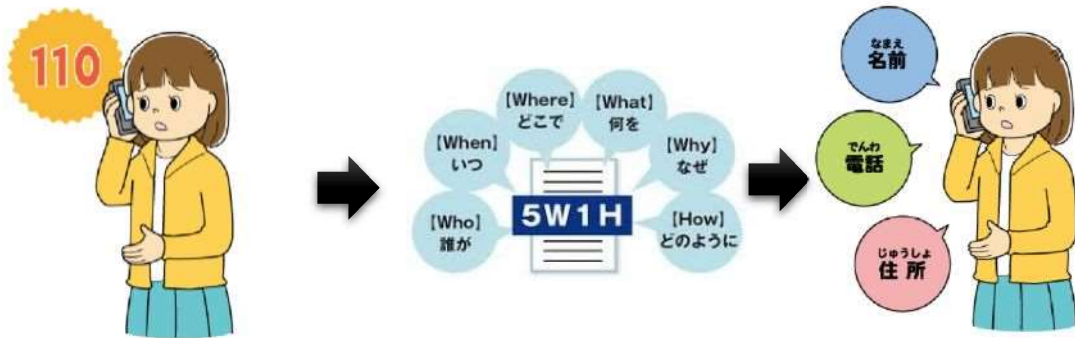 110
【Where】
どこで
【What】
何を
【When】
いつ
【Why】
なぜ
【Who】
誰が
5W1H
【How】
どのように
なまえ
名前
でんわ
電話
じゅうしょ
住所